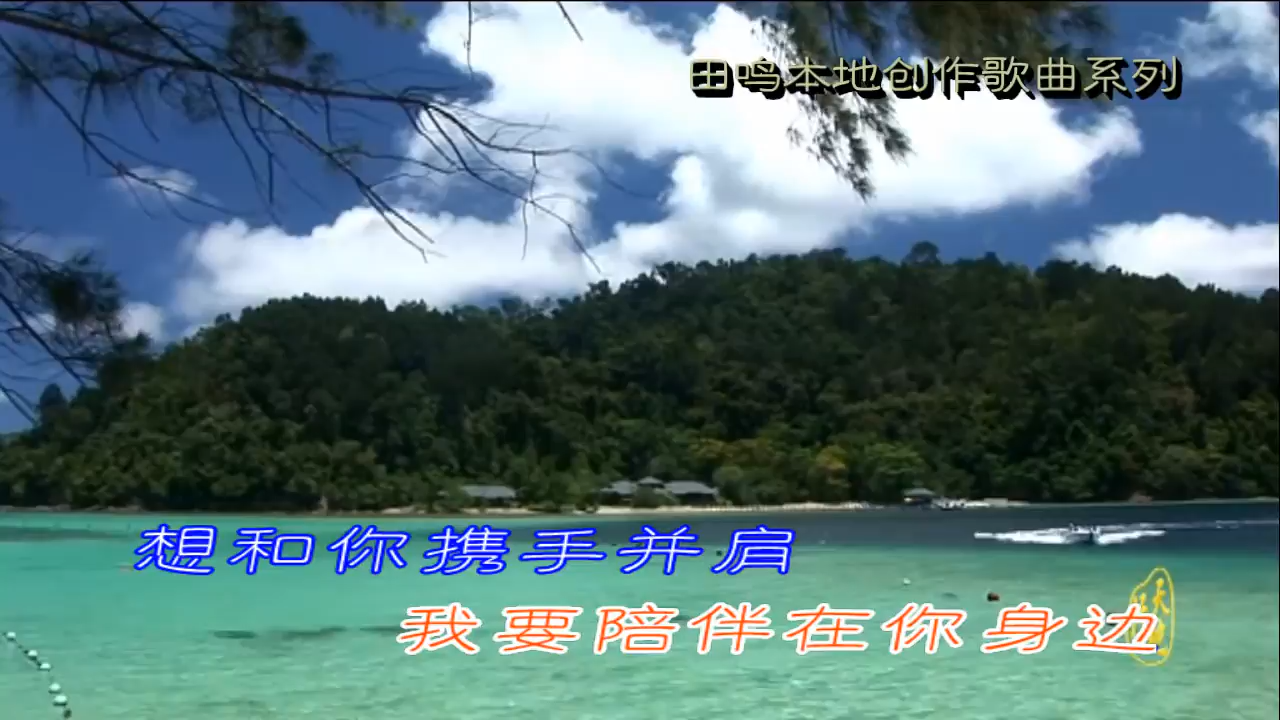 田鸣本地创作歌曲系列
想和你携手并肩
我要陪伴在你身边